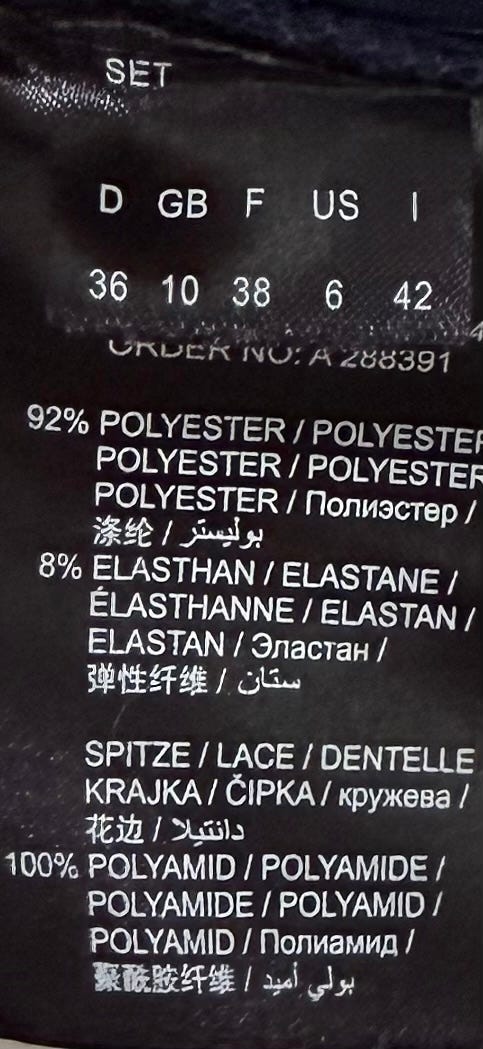 SET
D GB F US I
36 10 38 6 42
ORDER NO: A 288391
92% POLYESTER / POLYESTER
POLYESTER / POLYESTER
POLYESTER / Полиэстер /
涤纶 / بوليستر
8% ELASTHAN / ELASTANE /
ÉLASTHANNE / ELASTAN /
ELASTAN / Эластан /
弹性纤维 / ستان
SPITZE / LACE / DENTELLE
KRAJKA / ČIPKA / кружева /
花边 / دانتيلا
100% POLYAMID / POLYAMIDE /
POLYAMIDE / POLYAMID /
POLYAMID / Полиамид /
聚酰胺纤维 / بولي أميد